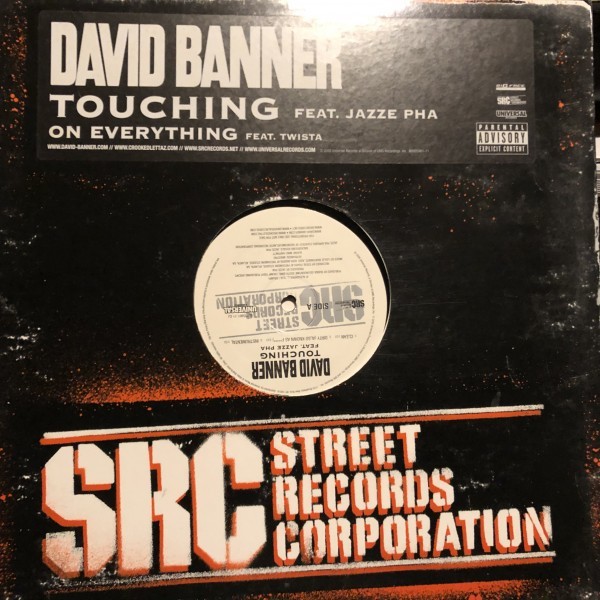 DAVID BANNER
TOUCHING FEAT. JAZZE PHA
ON EVERYTHING FEAT. TWISTA
WWW.DAVID-BANNER.COM // WWW.CROOKEDLETTAZ.COM // WWW.SRCRECORDS.NET // WWW.UNIVERSALRECORDS.COM
SRC
UNIVERSAL
PARENTAL
ADVISORY
EXPLICIT CONTENT
DAVID BANNER
TOUCHING
FEAT. JAZZE PHA
SIDE A
SRC
STREET
RECORDS
CORPORATION
UNIVERSAL
SRC STREET
RECORDS
CORPORATION